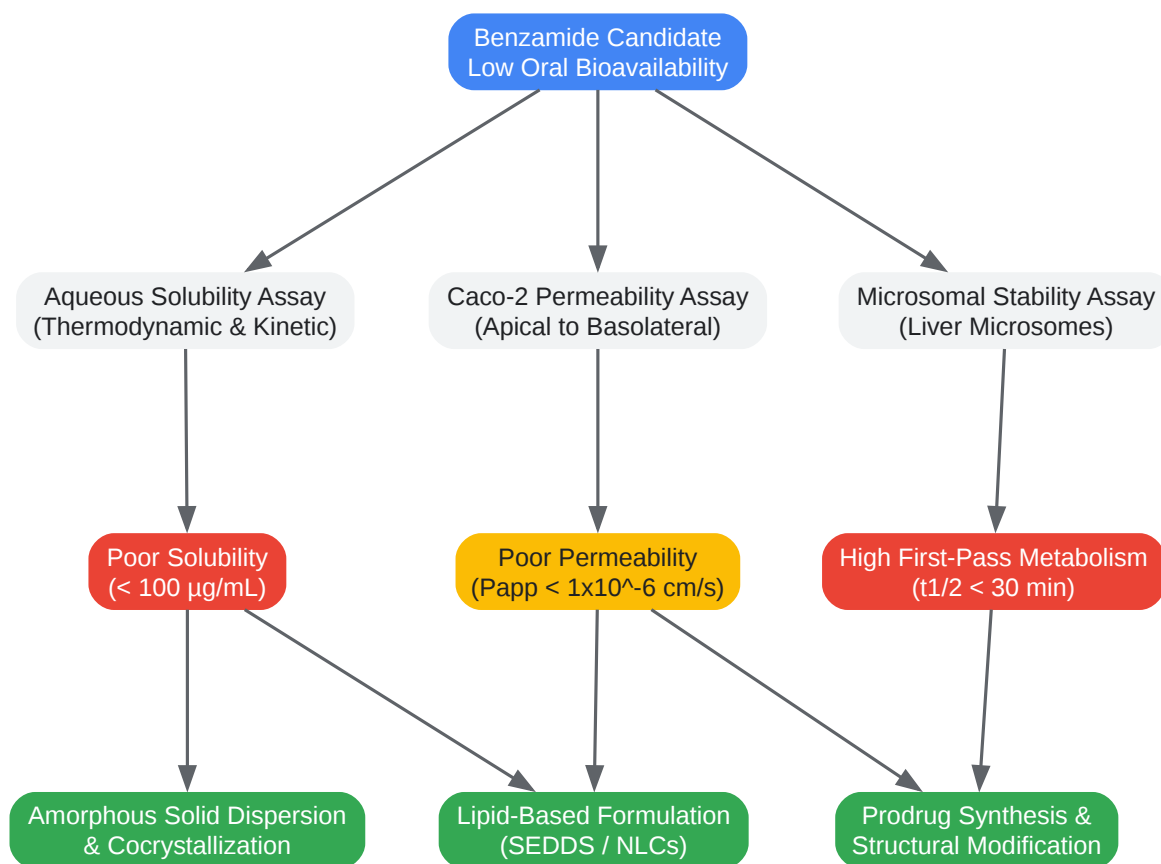 Benzamide Candidate
Low Oral Bioavailability
Aqueous Solubility Assay
(Thermodynamic & Kinetic)
Caco-2 Permeability Assay
(Apical to Basolateral)
Microsomal Stability Assay
(Liver Microsomes)
Poor Solubility
(< 100 µg/mL)
Poor Permeability
(Papp < 1x10^-6 cm/s)
High First-Pass Metabolism
(t1/2 < 30 min)
Amorphous Solid Dispersion
& Cocrystallization
Lipid-Based Formulation
(SEDDS / NLCs)
Prodrug Synthesis &
Structural Modification